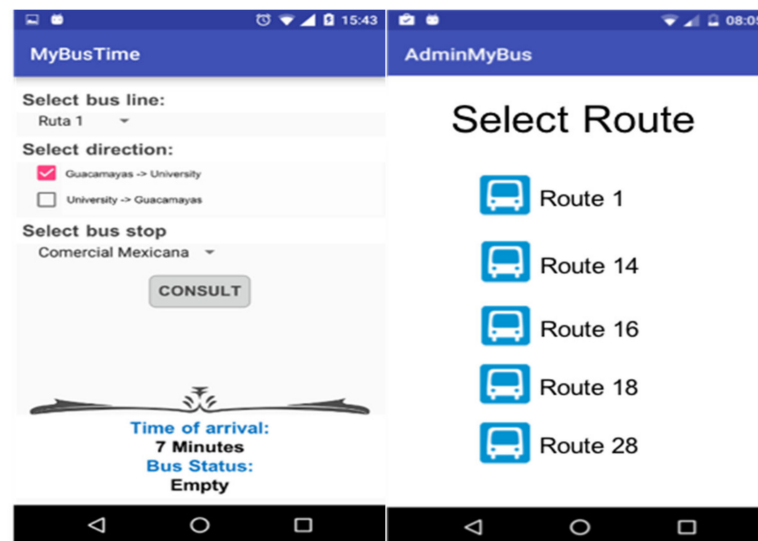 15:43
MyBusTime
Select bus line:
Ruta 1
Select direction:
Guacamayas -> University
University -> Guacamayas
Select bus stop
Comercial Mexicana
CONSULT
Time of arrival:
7 Minutes
Bus Status:
Empty
08:05
AdminMyBus
Select Route
Route 1
Route 14
Route 16
Route 18
Route 28